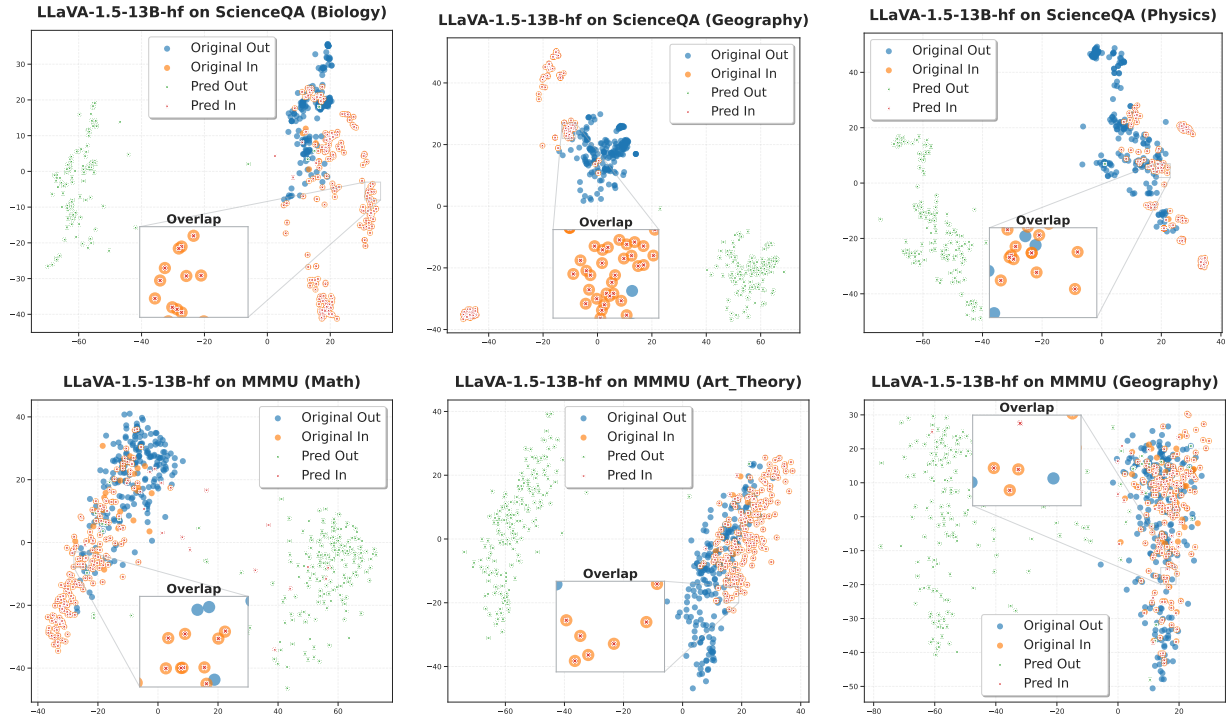 LLaVA-1.5-13B-hf on ScienceQA (Biology)
Original Out
Original In
Pred Out
Pred In
Overlap
30
20
10
0
−10
−20
−30
−40
−60
−40
−20
0
20
LLaVA-1.5-13B-hf on ScienceQA (Geography)
Original Out
Original In
Pred Out
Pred In
Overlap
40
20
0
−20
−40
−40
−20
0
20
40
60
LLaVA-1.5-13B-hf on ScienceQA (Physics)
Original Out
Original In
Pred Out
Pred In
Overlap
40
20
0
−20
−40
−60
−40
−20
0
20
40
LLaVA-1.5-13B-hf on MMMU (Math)
Original Out
Original In
Pred Out
Pred In
Overlap
40
20
0
−20
−40
−40
−20
0
20
40
60
LLaVA-1.5-13B-hf on MMMU (Art_Theory)
Original Out
Original In
Pred Out
Pred In
Overlap
40
20
0
−20
−40
−60
−40
−20
0
20
40
LLaVA-1.5-13B-hf on MMMU (Geography)
Overlap
Original Out
Original In
Pred Out
Pred In
30
20
10
0
−10
−20
−30
−40
−50
−80
−60
−40
−20
0
20